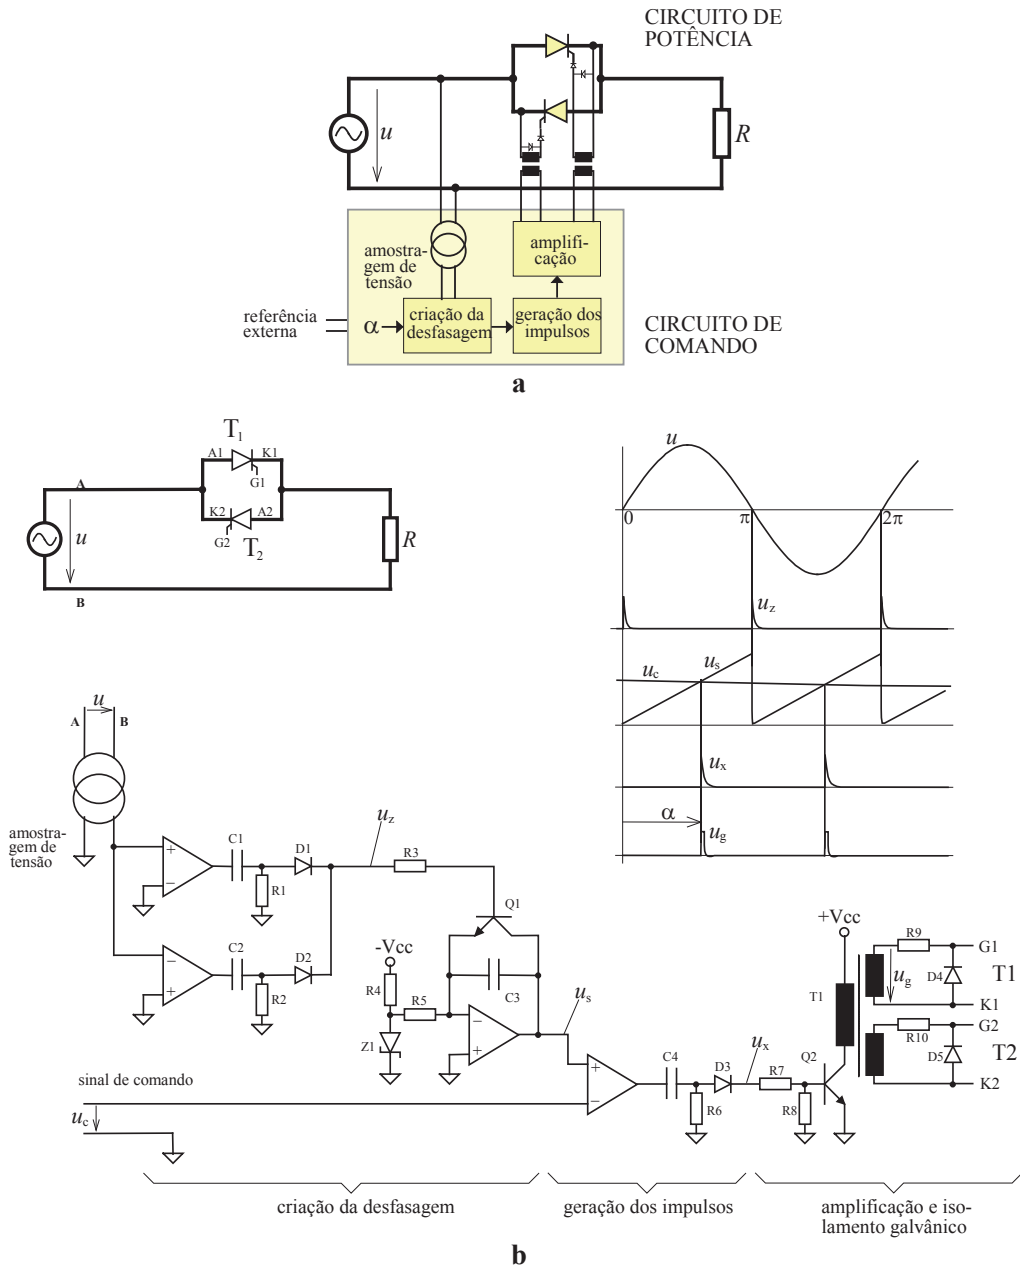 CIRCUITO DE
POTÊNCIA
u
R
amostra-
gem de
tensão
amplifi-
cação
referência
externa
α
criação da
desfasagem
geração dos
impulsos
CIRCUITO DE
COMANDO
a
T1
A1
K1
G1
A
K2
A2
G2
T2
u
R
B
u
0
π
2π
uz
uc
us
ux
α
ug
u
A
B
amostra-
gem de
tensão
+
−
C1
R1
D1
uz
R3
Q1
−
+
C2
R2
D2
-Vcc
R4
R5
C3
Z1
−
+
us
+
−
C4
R6
D3
ux
R7
R8
Q2
+Vcc
T1
ug
R9
D4
G1
T1
K1
G2
R10
D5
T2
K2
sinal de comando
uc
criação da desfasagem
geração dos impulsos
amplificação e iso-
lamento galvânico
b